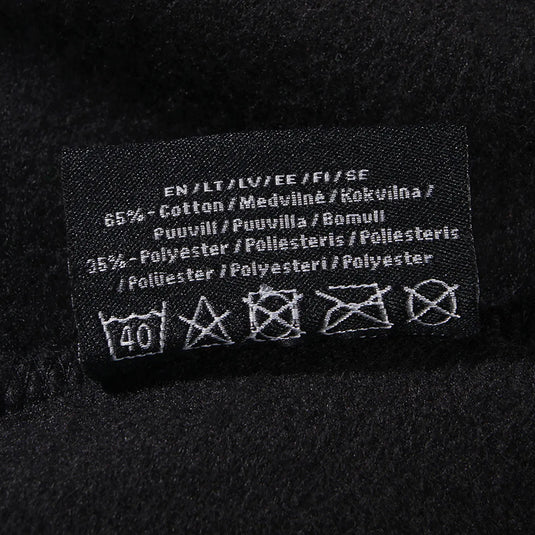 EN/LT/LV/EE/FI/SE
65%-Cotton/Medvilnė/Kokvilna/
Puuvill/Puuvilla/Bomull
35%-Polyester/Poliesteris/Poliesteris
/Polüester/Polyesteri/Polyester
40